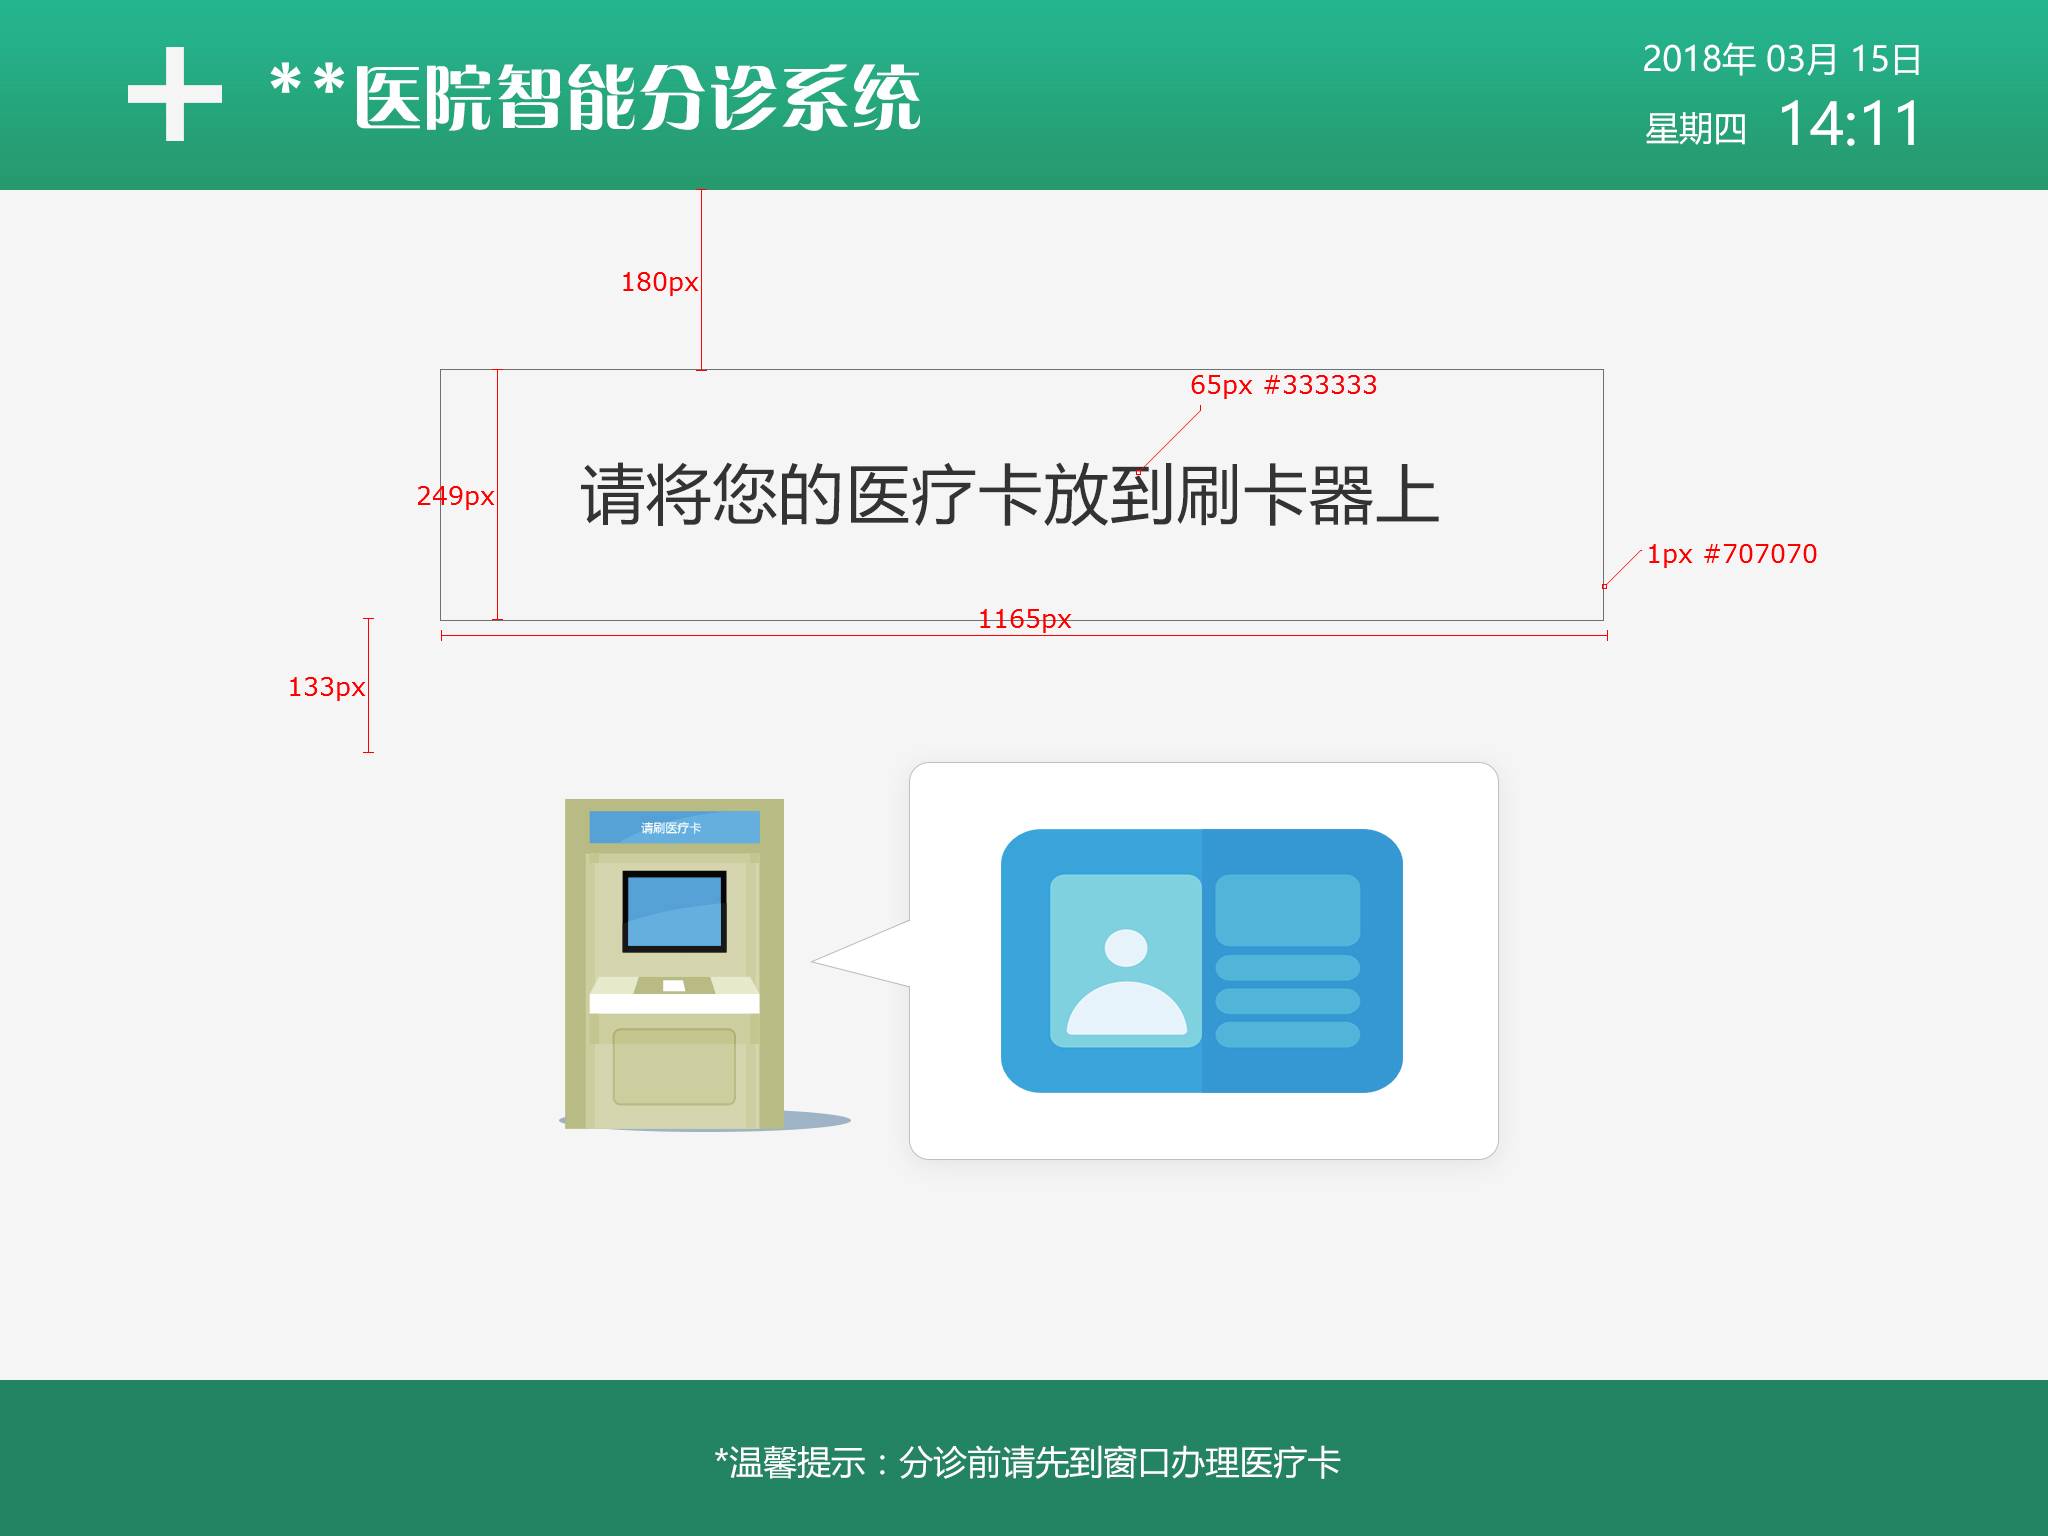 **医院智能分诊系统
2018年 03月 15日
星期四 14:11
180px
65px #333333
请将您的医疗卡放到刷卡器上
249px
1px #707070
1165px
133px
请刷医疗卡
*温馨提示：分诊前请先到窗口办理医疗卡